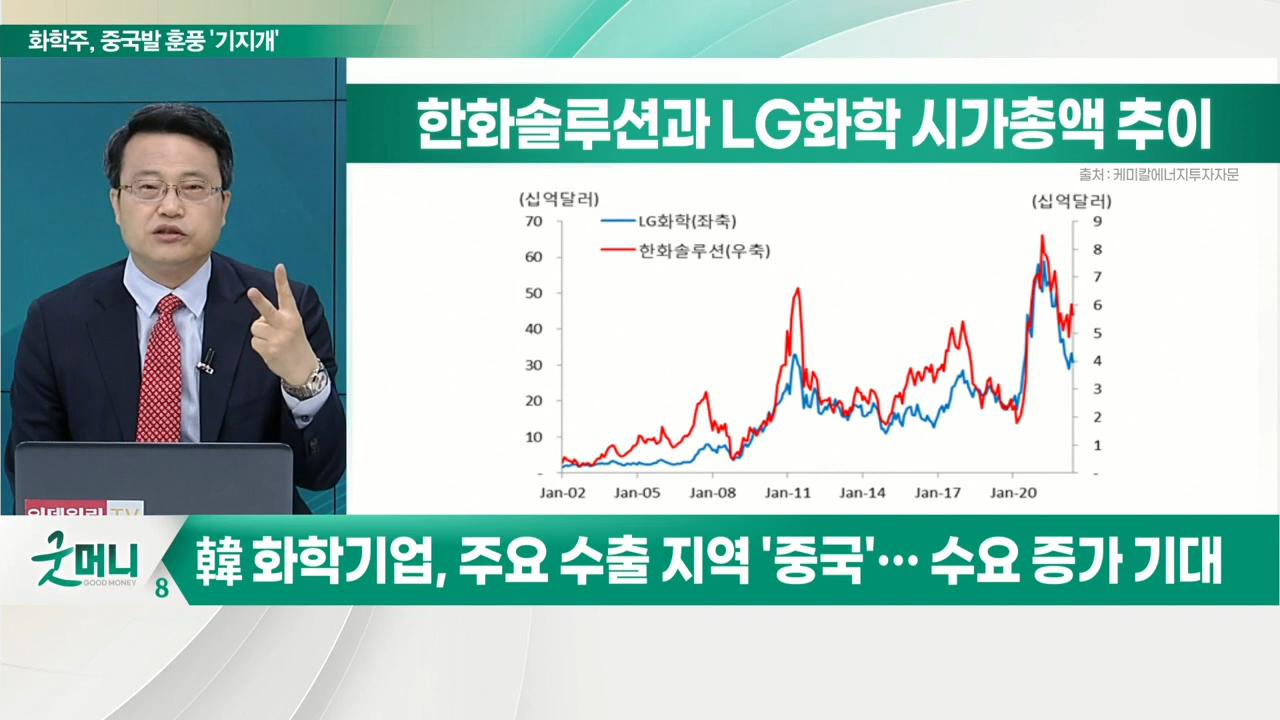 화학주, 중국발 훈풍 '기지개'
한화솔루션과 LG화학 시가총액 추이
출처 : 케미칼에너지투자자문
(십억달러)
(십억달러)
70
60
50
40
30
20
10
-
LG화학(좌축)
한화솔루션(우축)
9
8
7
6
5
4
3
2
1
-
Jan-02 Jan-05 Jan-08 Jan-11 Jan-14 Jan-17 Jan-20
이데일리 TV
굿머니
GOOD MONEY
8
韓 화학기업, 주요 수출 지역 '중국'… 수요 증가 기대